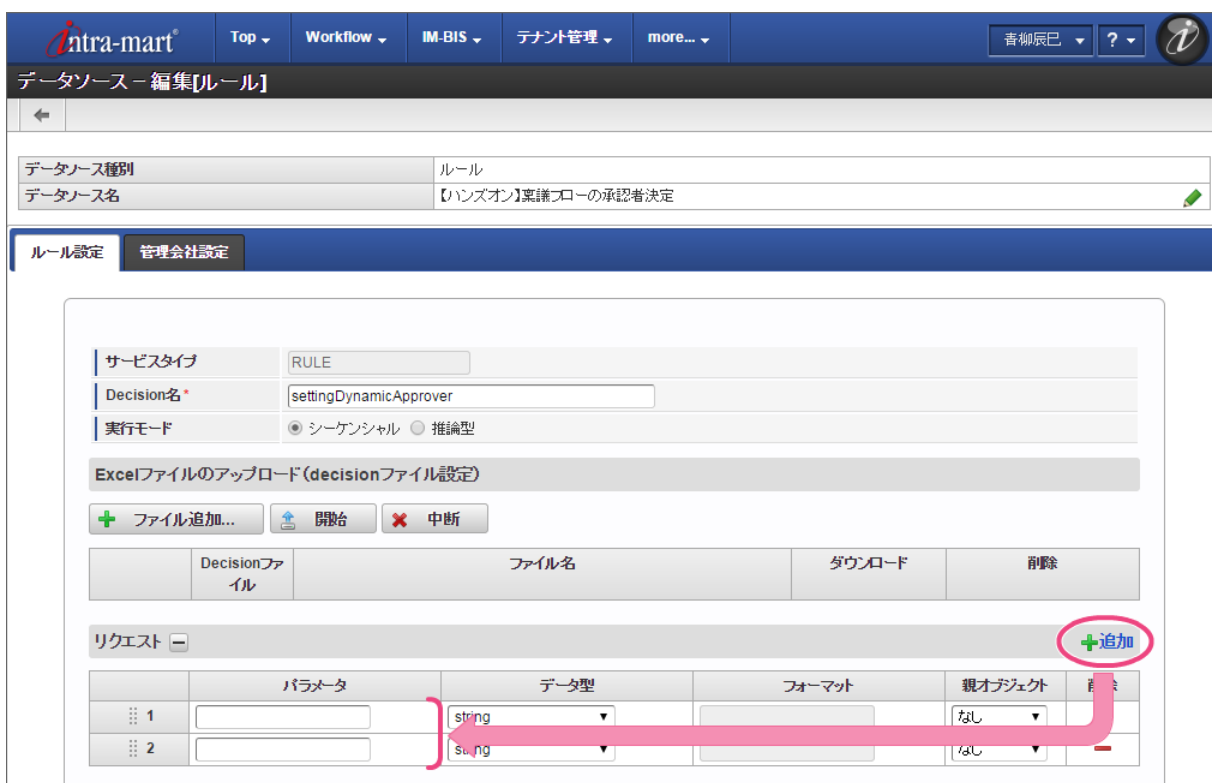 intra-mart® Top Workflow IM-BIS テナント管理 more... 青柳辰巳 ?
データソース - 編集[ルール]
データソース種別 ルール
データソース名 【ハンズオン】稟議フローの承認者決定
ルール設定 管理会社設定
サービスタイプ RULE
Decision名* settingDynamicApprover
実行モード シーケンシャル 推論型
Excelファイルのアップロード(decisionファイル設定)
ファイル追加... 開始 中断
Decisionファ ファイル名 ダウンロード 削除
イル
リクエスト 追加
パラメータ データ型 フォーマット 親オブジェクト
1 string なし
2 string なし